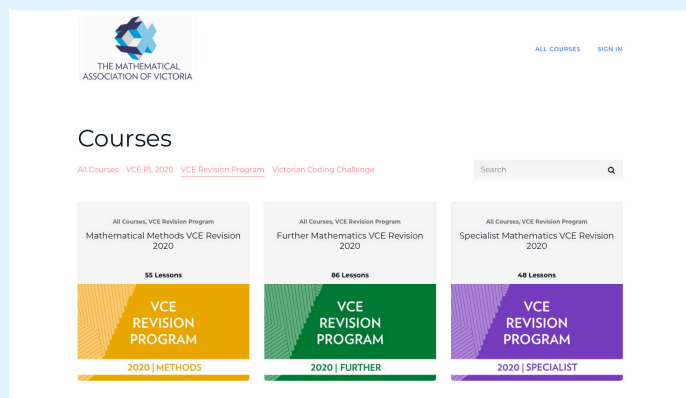 THE MATHEMATICAL
ASSOCIATION OF VICTORIA
ALL COURSES SIGN IN
Courses
All Courses VCE PL 2020 VCE Revision Program Victorian Coding Challenge
Search
All Courses, VCE Revision Program
Mathematical Methods VCE Revision
2020
55 Lessons
VCE
REVISION
PROGRAM
2020 | METHODS
All Courses, VCE Revision Program
Further Mathematics VCE Revision
2020
86 Lessons
VCE
REVISION
PROGRAM
2020 | FURTHER
All Courses, VCE Revision Program
Specialist Mathematics VCE Revision
2020
48 Lessons
VCE
REVISION
PROGRAM
2020 | SPECIALIST